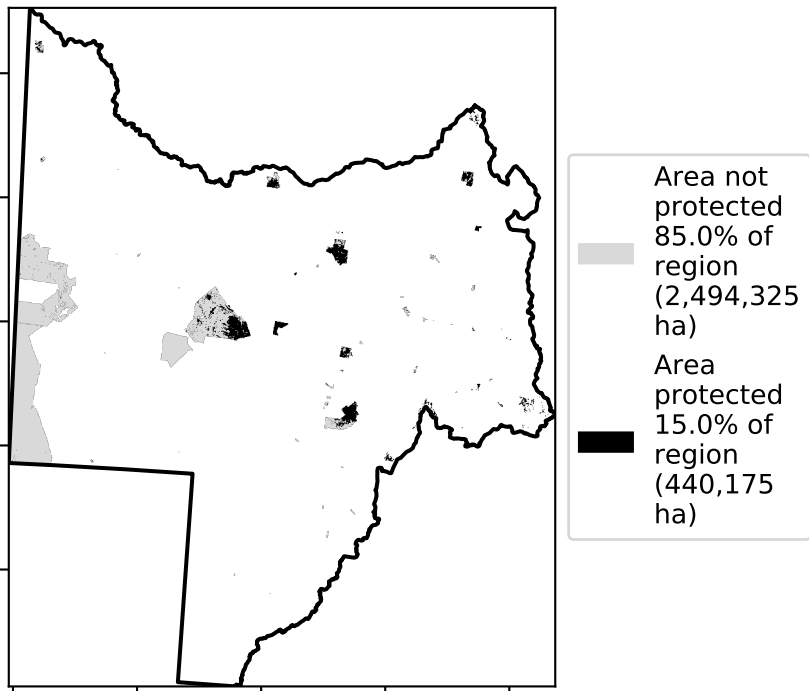 Area not
protected
85.0% of
region
(2,494,325
ha)
Area
protected
15.0% of
region
(440,175
ha)